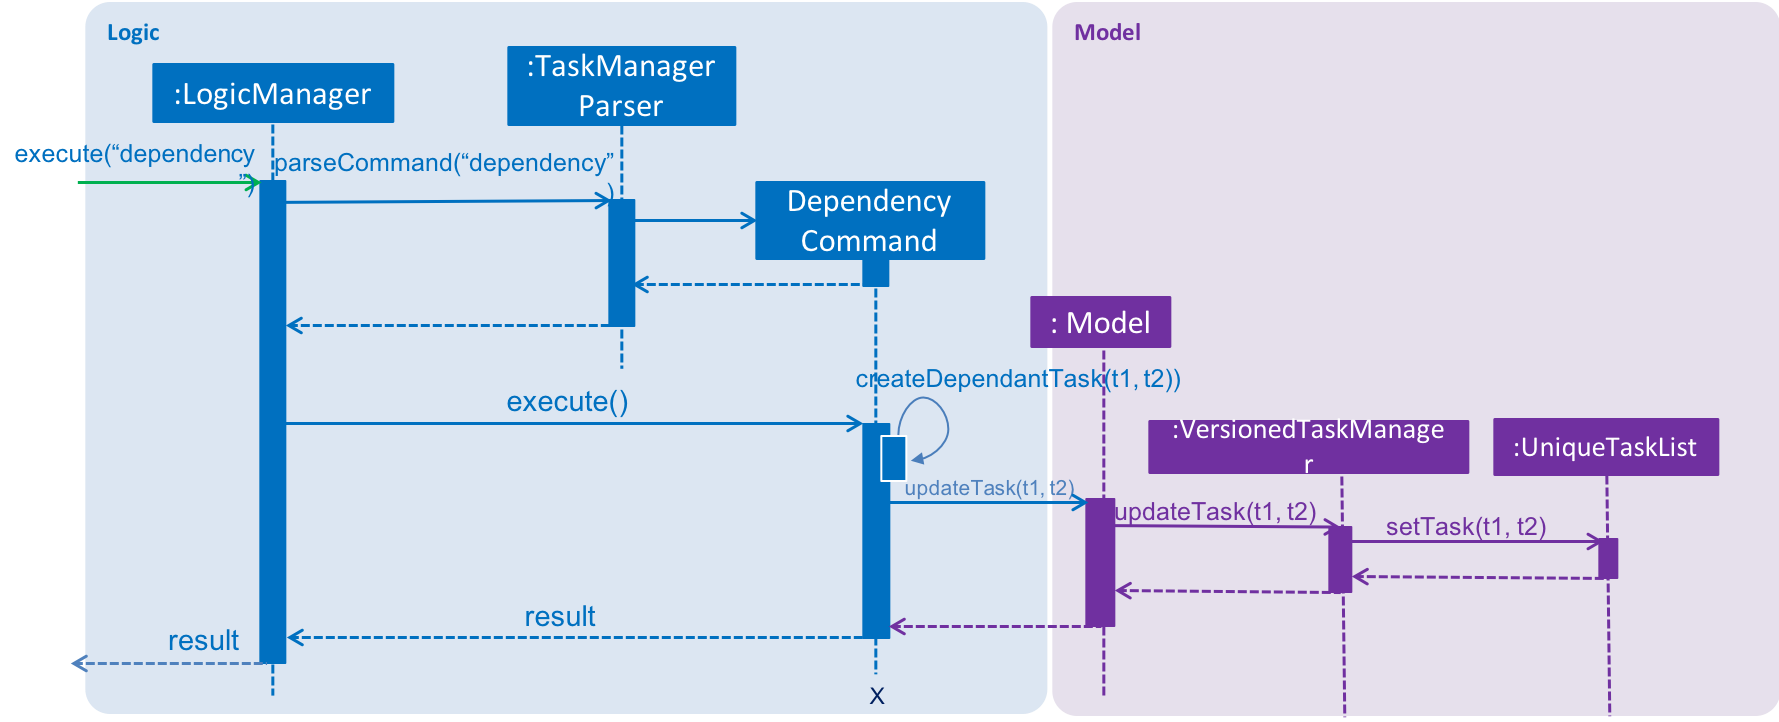 Logic
Model
:LogicManager
:TaskManager
Parser
execute(“dependency
”)
parseCommand(“dependency”
)
Dependency
Command
: Model
createDependantTask(t1, t2))
execute()
:VersionedTaskManage
r
:UniqueTaskList
updateTask(t1, t2)
updateTask(t1, t2)
setTask(t1, t2)
result
result
X